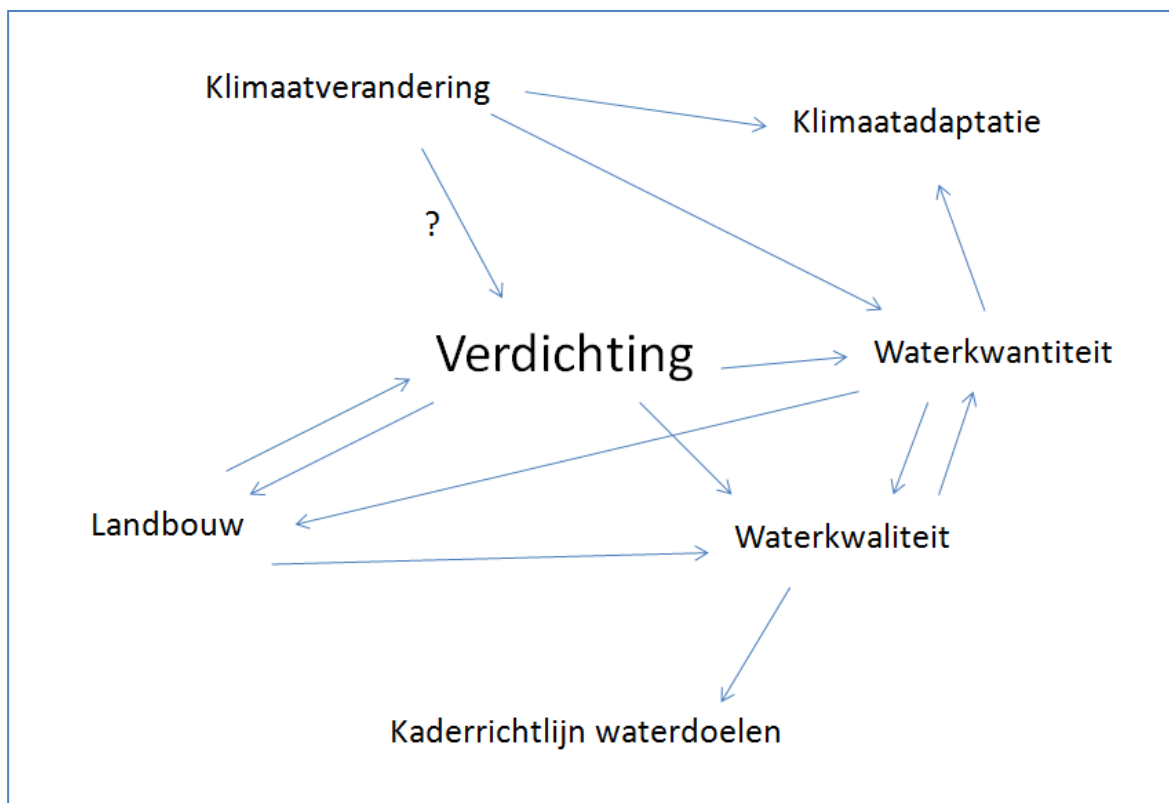 Klimaatverandering
Klimaatadaptatie
?
Verdichting
Waterkwantiteit
Landbouw
Waterkwaliteit
Kaderrichtlijn waterdoelen